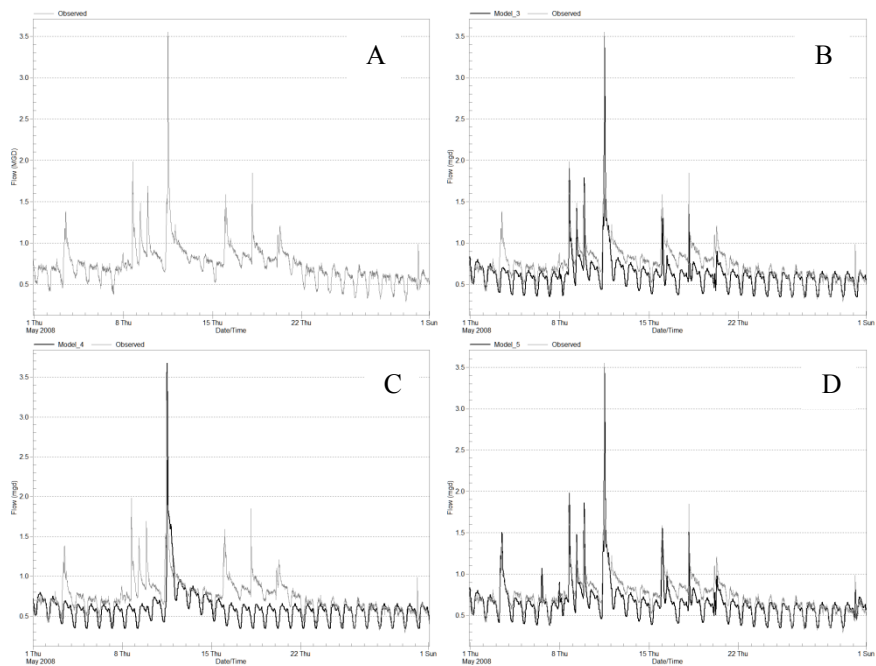 Observed
A
Flow (MGD)
3.5
3.0
2.5
2.0
1.5
1.0
0.5
1 Thu 8 Thu 15 Thu 22 Thu 1 Sun
May 2008 Date/Time
Model_3 Observed
B
Flow (mgd)
3.5
3.0
2.5
2.0
1.5
1.0
0.5
1 Thu 8 Thu 15 Thu 22 Thu 1 Sun
May 2008 Date/Time
Model_4 Observed
C
Flow (mgd)
3.5
3.0
2.5
2.0
1.5
1.0
0.5
1 Thu 8 Thu 15 Thu 22 Thu 1 Sun
May 2008 Date/Time
Model_5 Observed
D
Flow (mgd)
3.5
3.0
2.5
2.0
1.5
1.0
0.5
1 Thu 8 Thu 15 Thu 22 Thu 1 Sun
May 2008 Date/Time